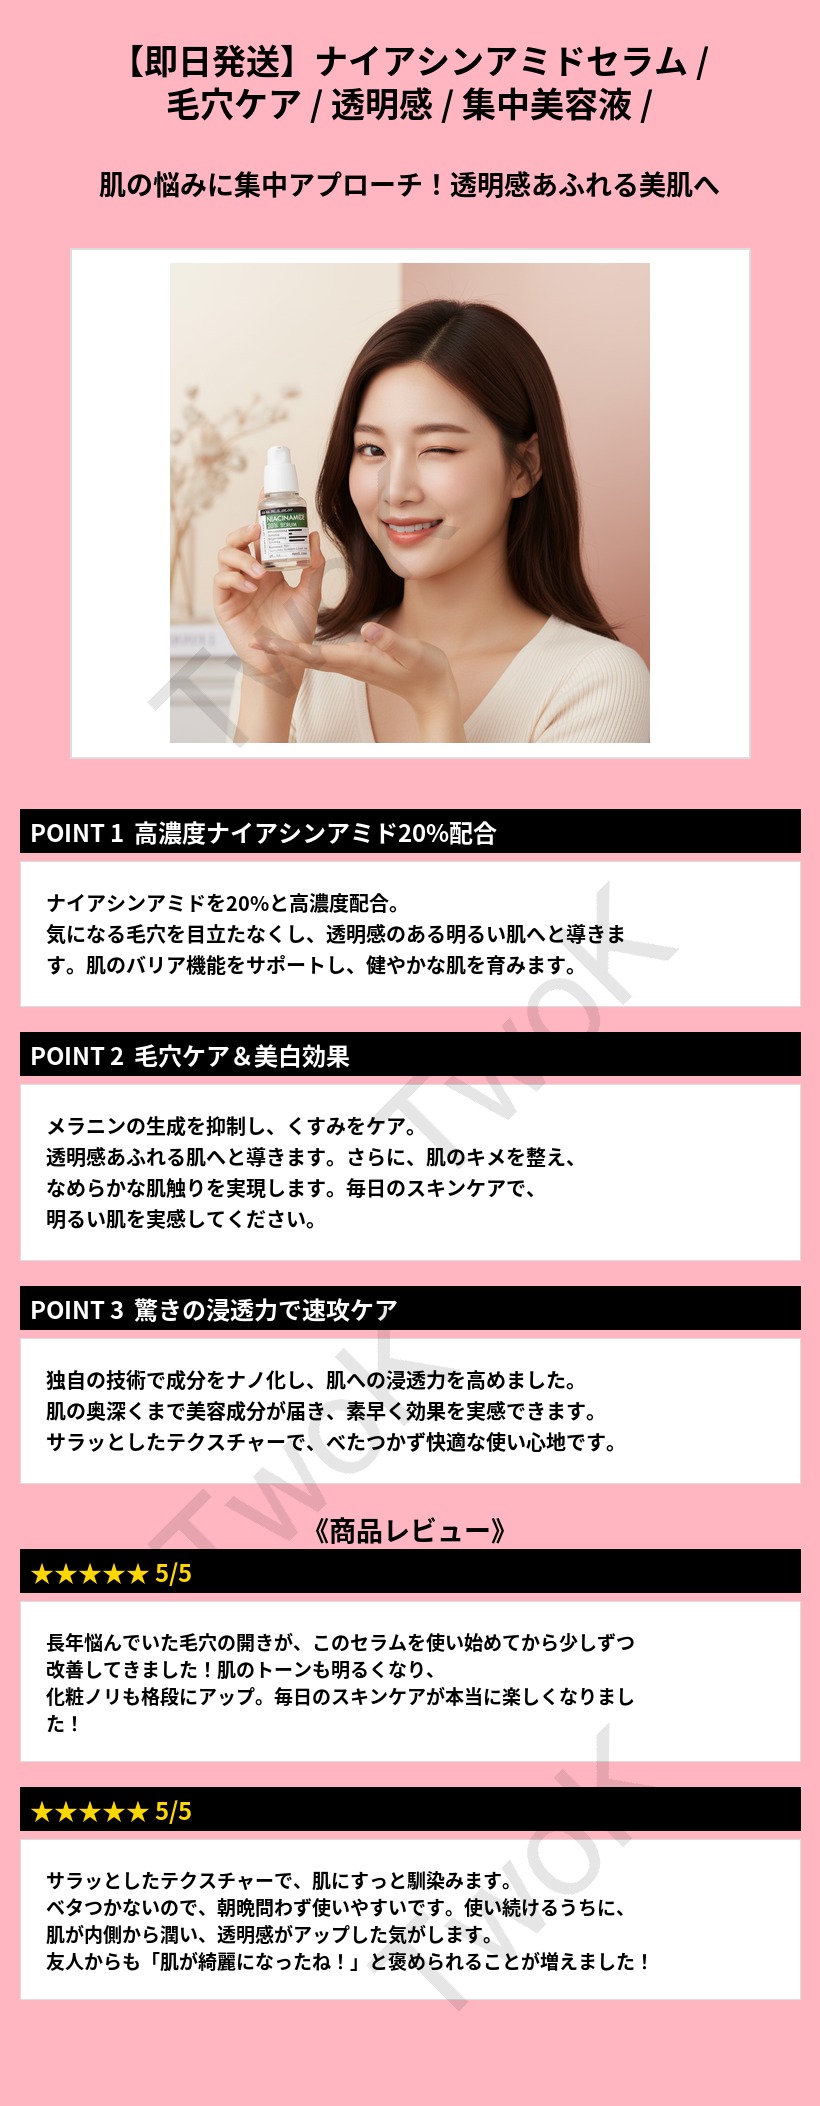 【即日発送】ナイアシンアミドセラム /
毛穴ケア / 透明感 / 集中美容液 /
肌の悩みに集中アプローチ！透明感あふれる美肌へ
NIACINAMIDE
20% SERUM
TwoK
POINT 1 高濃度ナイアシンアミド20%配合
ナイアシンアミドを20%と高濃度配合。
気になる毛穴を目立たなくし、透明感のある明るい肌へと導きま
す。肌のバリア機能をサポートし、健やかな肌を育みます。
TwoK
POINT 2 毛穴ケア＆美白効果
メラニンの生成を抑制し、くすみをケア。
透明感あふれる肌へと導きます。さらに、肌のキメを整え、
なめらかな肌触りを実現します。毎日のスキンケアで、
明るい肌を実感してください。
POINT 3 驚きの浸透力で速攻ケア
独自の技術で成分をナノ化し、肌への浸透力を高めました。
肌の奥深くまで美容成分が届き、素早く効果を実感できます。
サラッとしたテクスチャーで、べたつかず快適な使い心地です。
TwoK
《商品レビュー》
★★★★★ 5/5
長年悩んでいた毛穴の開きが、このセラムを使い始めてから少しずつ
改善してきました！肌のトーンも明るくなり、
化粧ノリも格段にアップ。毎日のスキンケアが本当に楽しくなりまし
た！
★★★★★ 5/5
サラッとしたテクスチャーで、肌にすっと馴染みます。
ベタつかないので、朝晩問わず使いやすいです。使い続けるうちに、
肌が内側から潤い、透明感がアップした気がします。
友人からも「肌が綺麗になったね！」と褒められることが増えました！
TwoK